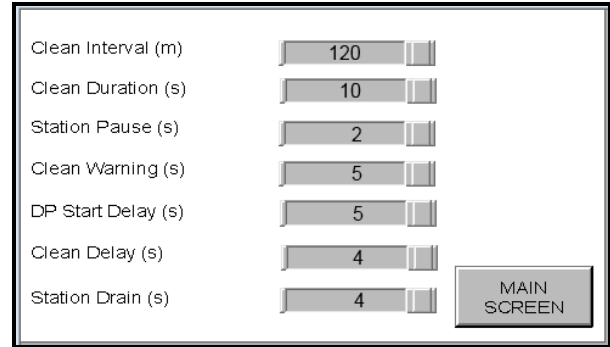 Clean Interval (m) 120
Clean Duration (s) 10
Station Pause (s) 2
Clean Warning (s) 5
DP Start Delay (s) 5
Clean Delay (s) 4
Station Drain (s) 4
MAIN
SCREEN